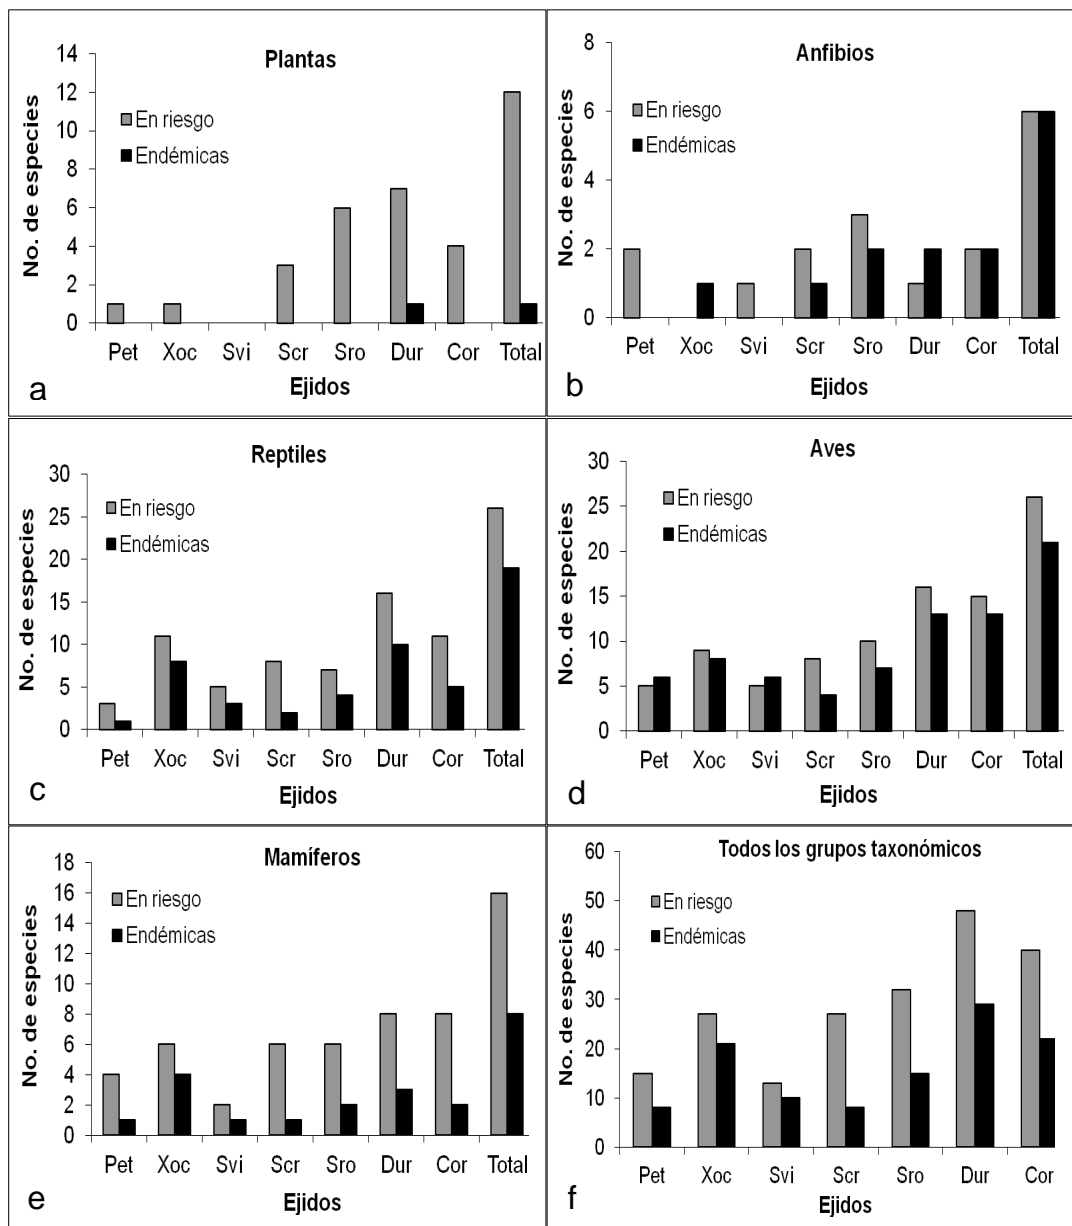 Plantas
No. de especies
14
12
10
8
6
4
2
0
En riesgo
Endémicas
Pet Xoc Svi Scr Sro Dur Cor Total
Ejidos
a
Anfibios
No. de especies
8
6
4
2
0
En riesgo
Endémicas
Pet Xoc Svi Scr Sro Dur Cor Total
Ejidos
b
Reptiles
No. de especies
30
25
20
15
10
5
0
En riesgo
Endémicas
Pet Xoc Svi Scr Sro Dur Cor Total
Ejidos
c
Aves
No. de especies
30
25
20
15
10
5
0
En riesgo
Endémicas
Pet Xoc Svi Scr Sro Dur Cor Total
Ejidos
d
Mamíferos
No. de especies
18
16
14
12
10
8
6
4
2
0
En riesgo
Endémicas
Pet Xoc Svi Scr Sro Dur Cor Total
Ejidos
e
Todos los grupos taxonómicos
No. de especies
60
50
40
30
20
10
0
En riesgo
Endémicas
Pet Xoc Svi Scr Sro Dur Cor
Ejidos
f